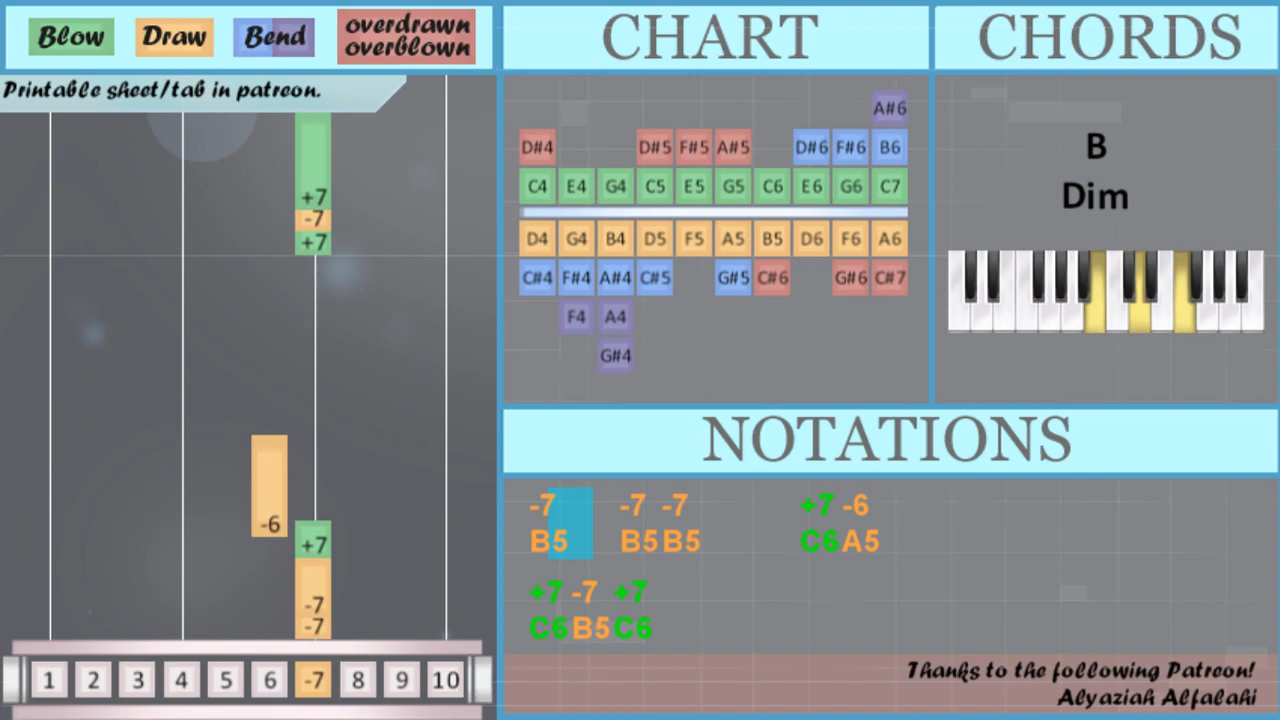 Blow Draw Bend overdrawn
overblown
CHART
CHORDS
Printable sheet/tab in patreon.
+7
-7
+7
-6
+7
-7
-7
1 2 3 4 5 6 -7 8 9 10
A#6
D#4 D#5 F#5 A#5 D#6 F#6 B6
C4 E4 G4 C5 E5 G5 C6 E6 G6 C7
D4 G4 B4 D5 F5 A5 B5 D6 F6 A6
C#4 F#4 A#4 C#5 G#5 C#6 G#6 C#7
F4 A4
G#4
B
Dim
NOTATIONS
-7 -7 -7 +7 -6
B5 B5 B5 C6 A5
+7 -7 +7
C6 B5 C6
Thanks to the following Patreon!
Alyaziah Alfalahi